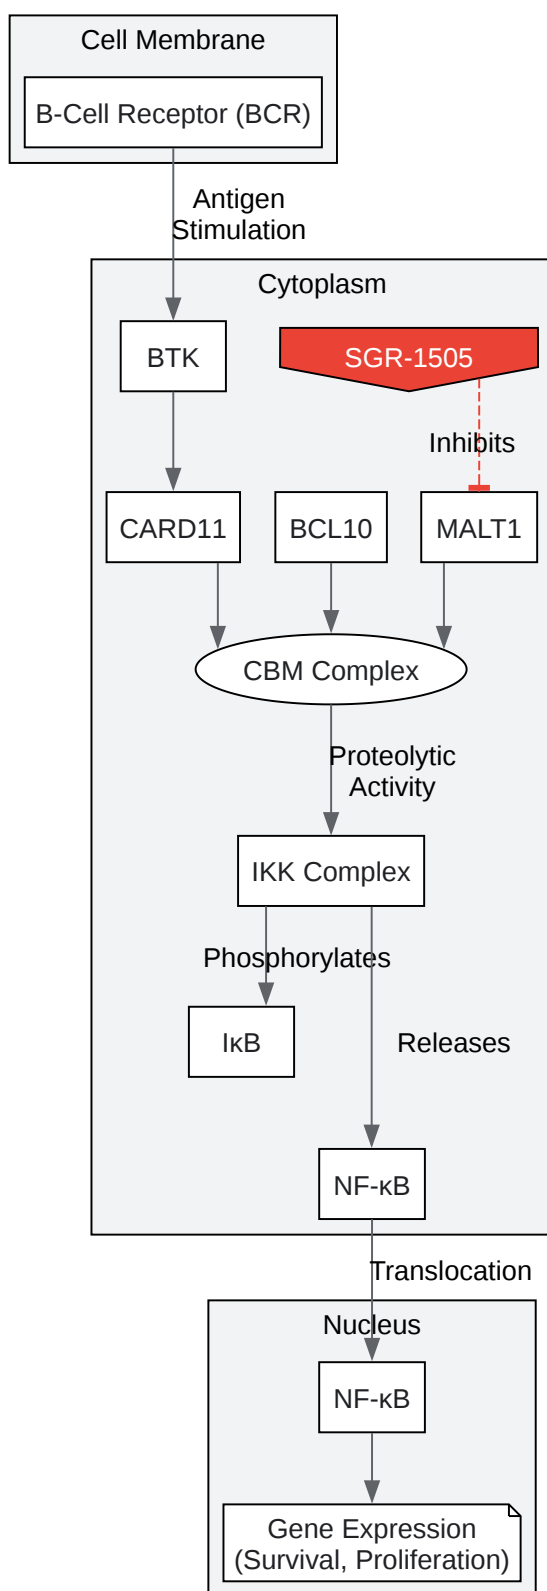 Cell Membrane
B-Cell Receptor (BCR)
Antigen
Stimulation
Cytoplasm
BTK
SGR-1505
Inhibits
CARD11
BCL10
MALT1
CBM Complex
Proteolytic
Activity
IKK Complex
Phosphorylates
IκB
Releases
NF-κB
Translocation
Nucleus
NF-κB
Gene Expression
(Survival, Proliferation)